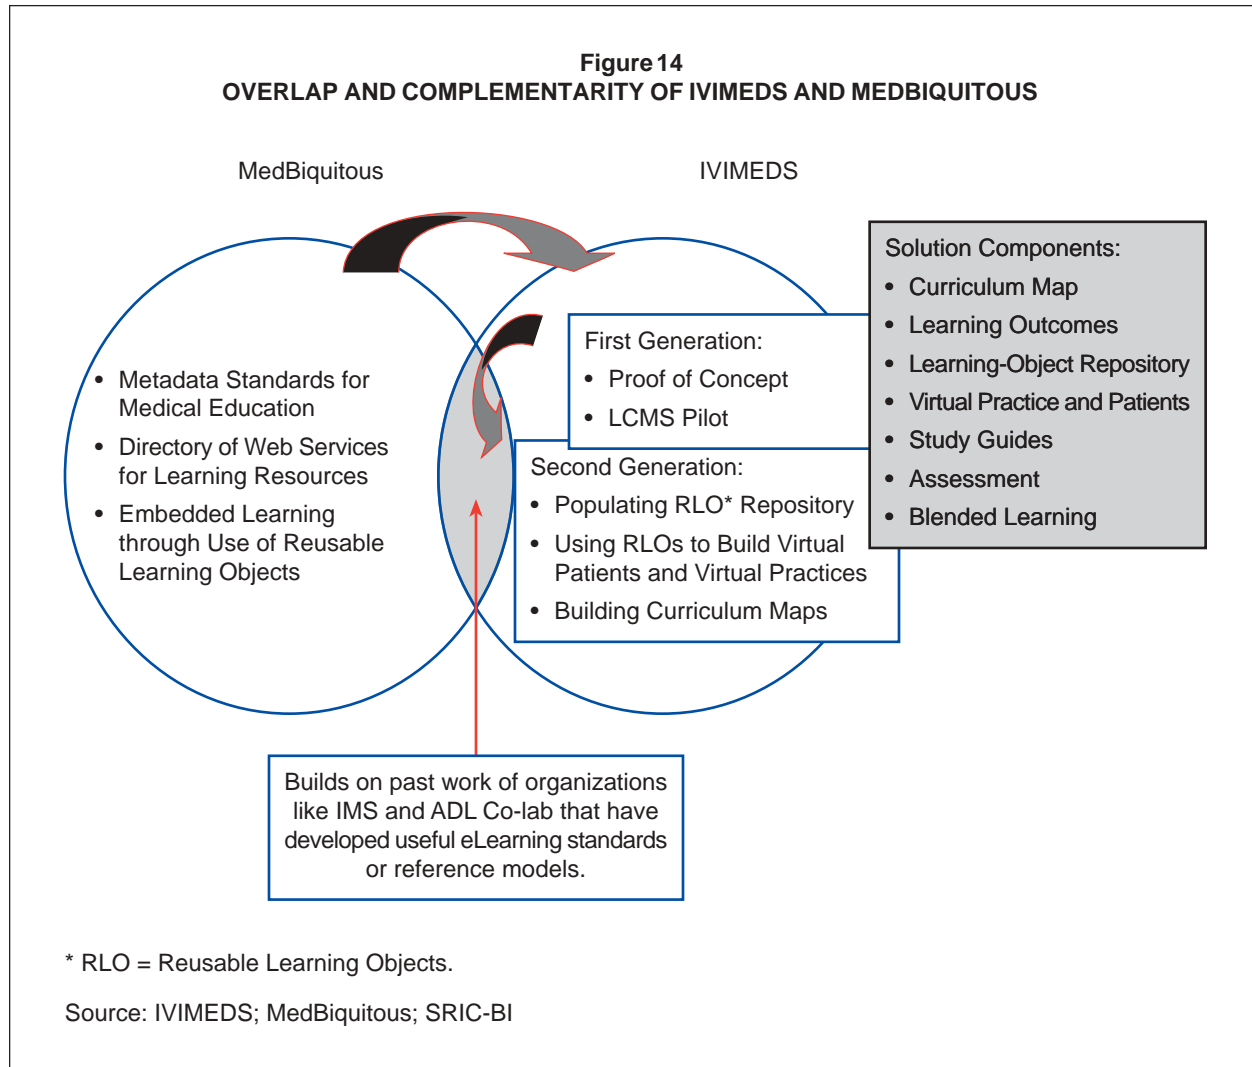 Figure 14
OVERLAP AND COMPLEMENTARITY OF IVIMEDS AND MEDBIQUITOUS
MedBiquitous
IVIMEDS
• Metadata Standards for
Medical Education
• Directory of Web Services
for Learning Resources
• Embedded Learning
through Use of Reusable
Learning Objects
First Generation:
• Proof of Concept
• LCMS Pilot
Second Generation:
• Populating RLO* Repository
• Using RLOs to Build Virtual
Patients and Virtual Practices
• Building Curriculum Maps
Solution Components:
• Curriculum Map
• Learning Outcomes
• Learning-Object Repository
• Virtual Practice and Patients
• Study Guides
• Assessment
• Blended Learning
Builds on past work of organizations
like IMS and ADL Co-lab that have
developed useful eLearning standards
or reference models.
* RLO = Reusable Learning Objects.
Source: IVIMEDS; MedBiquitous; SRIC-BI